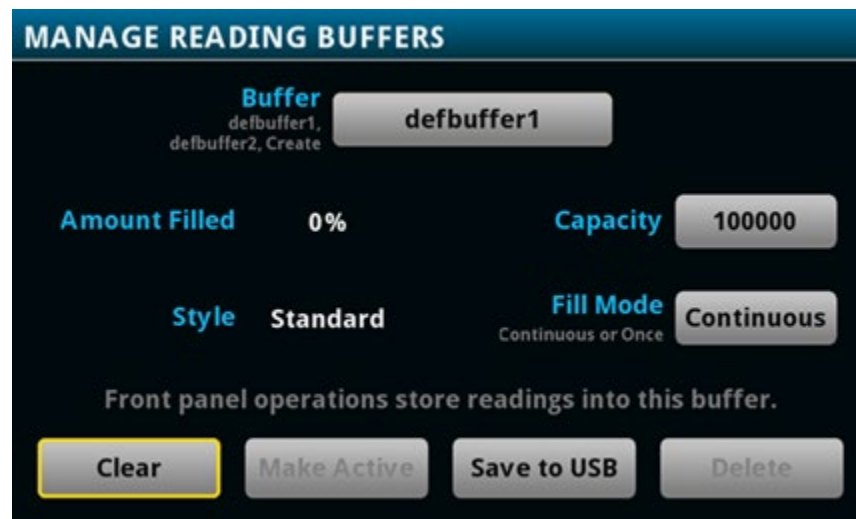 MANAGE READING BUFFERS
Buffer
defbuffer1,
defbuffer2, Create
defbuffer1
Amount Filled
0%
Capacity
100000
Style
Standard
Fill Mode
Continuous or Once
Continuous
Front panel operations store readings into this buffer.
Clear
Make Active
Save to USB
Delete